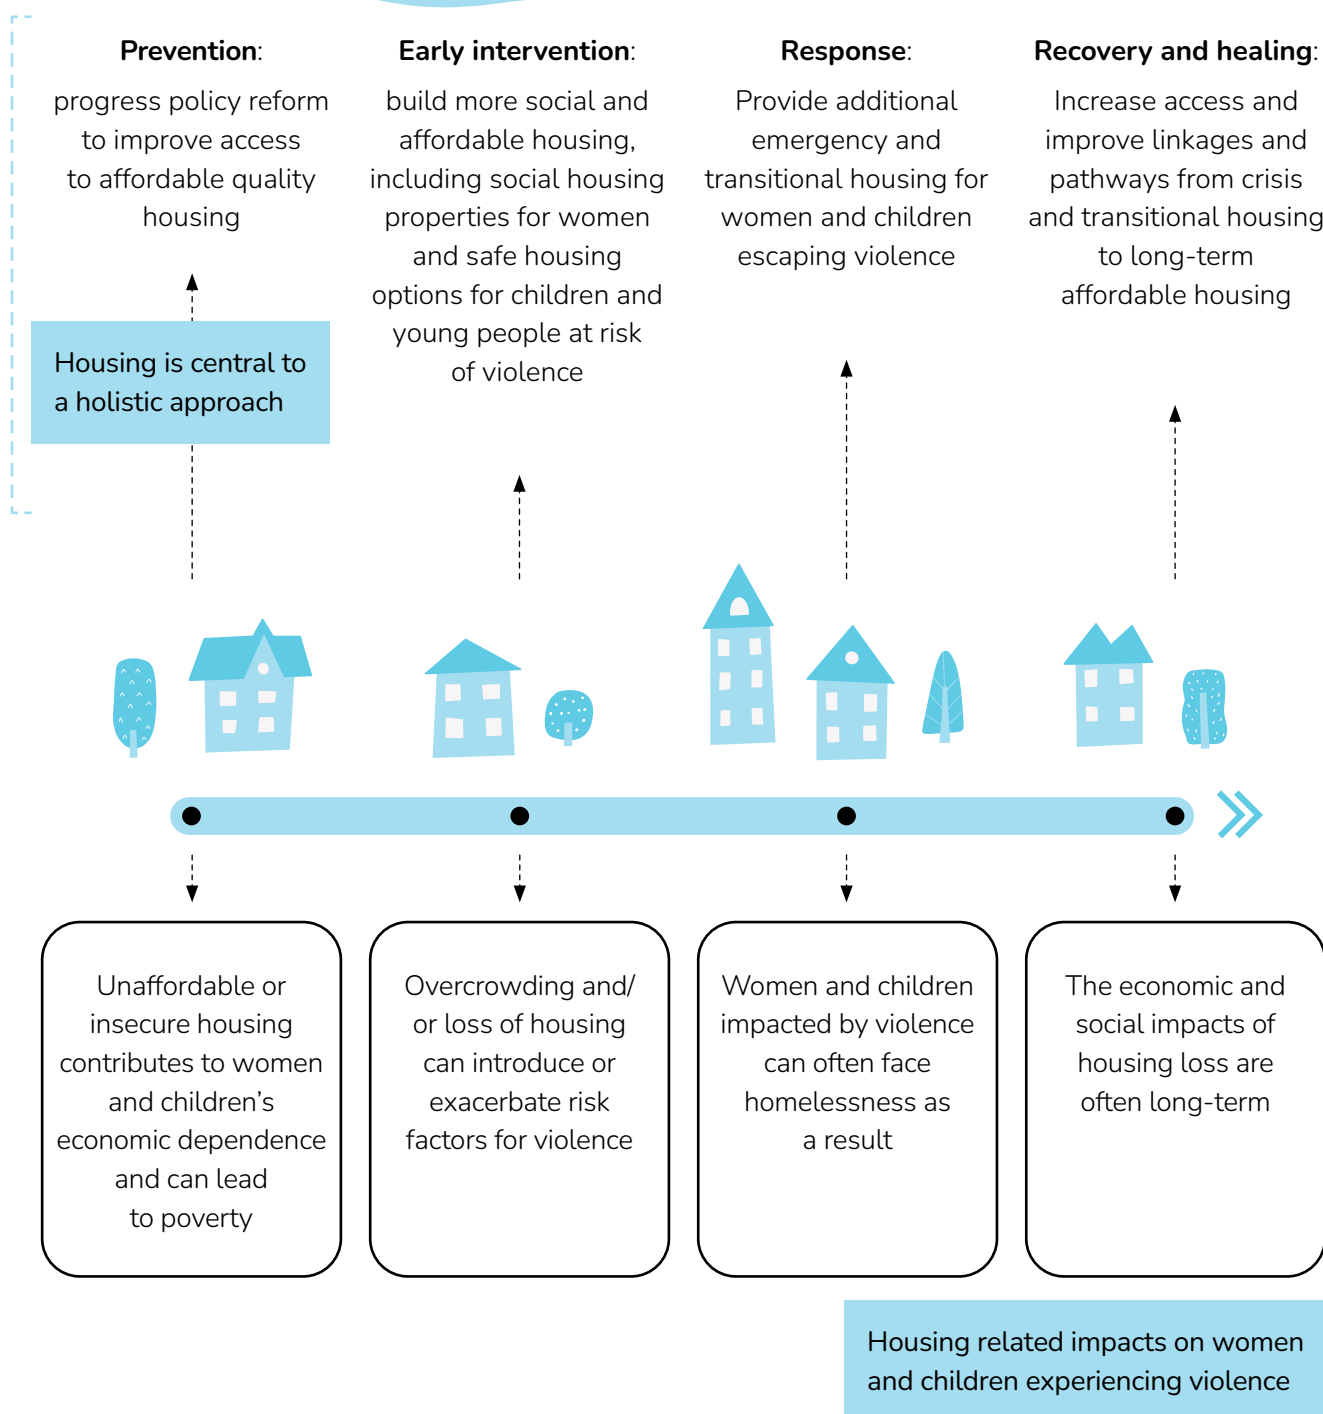 Prevention:
progress policy reform
to improve access
to affordable quality
housing
Early intervention:
build more social and
affordable housing,
including social housing
properties for women
and safe housing
options for children and
young people at risk
of violence
Response:
Provide additional
emergency and
transitional housing for
women and children
escaping violence
Recovery and healing:
Increase access and
improve linkages and
pathways from crisis
and transitional housing
to long-term
affordable housing
Housing is central to
a holistic approach
Unaffordable or
insecure housing
contributes to women
and children’s
economic dependence
and can lead
to poverty
Overcrowding and/
or loss of housing
can introduce or
exacerbate risk
factors for violence
Women and children
impacted by violence
can often face
homelessness as
a result
The economic and
social impacts of
housing loss are
often long-term
Housing related impacts on women
and children experiencing violence